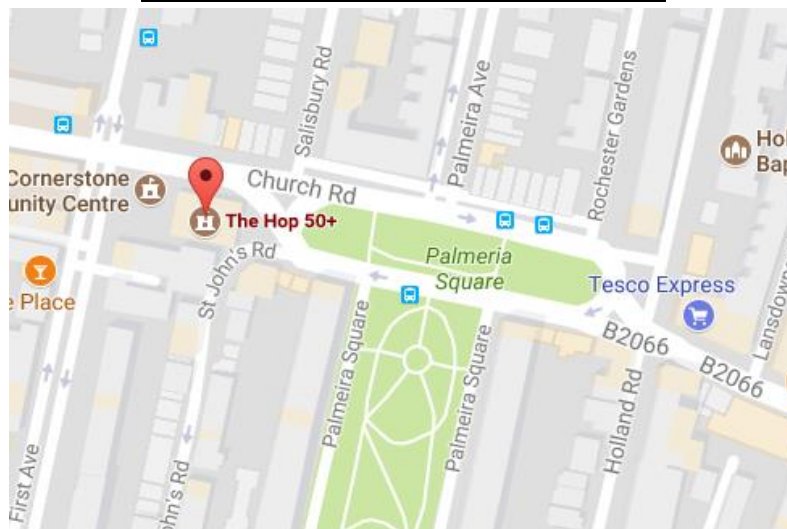 Salisbury Rd
Palmeira Ave
Rochester Gardens
Hol
Bap
Cornerstone
unity Centre
Church Rd
The Hop 50+
Palmeria
Square
St John's Rd
e Place
Tesco Express
B2066
B2066
Lansdown
Palmeira Square
Palmeira Square
Holland Rd
First Ave
ohn's Rd